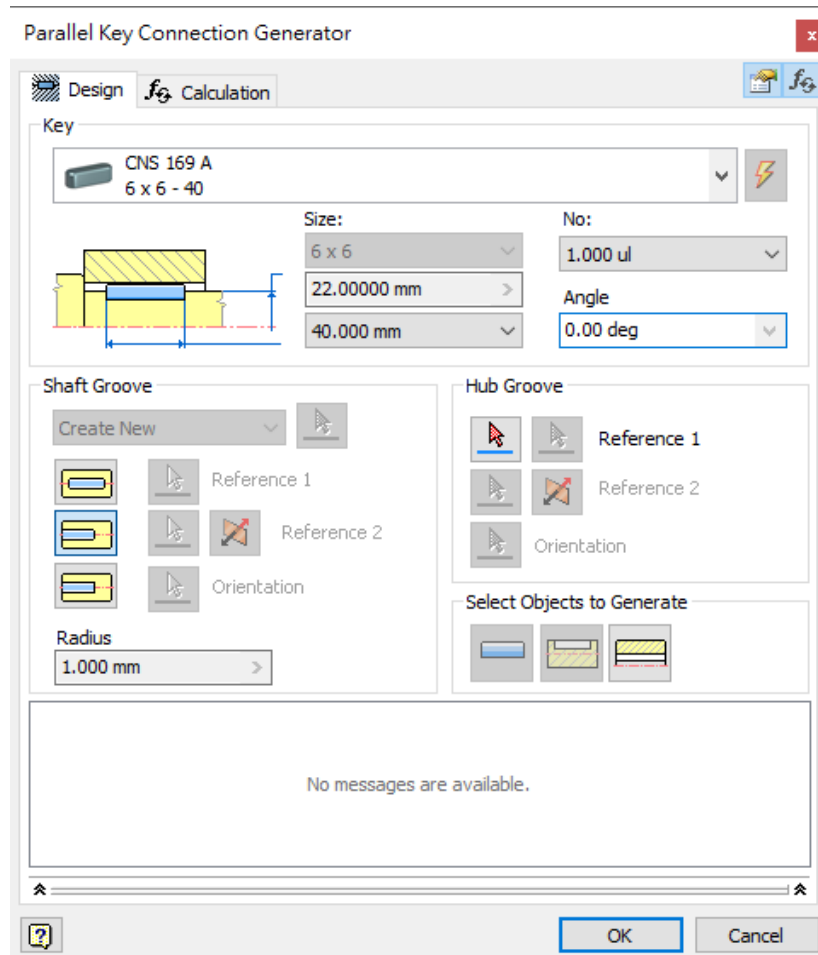 Parallel Key Connection Generator
x
Design
fG Calculation
fG
Key
CNS 169 A
6 x 6 - 40
Size:
No:
6 x 6
1.000 ul
22.00000 mm
Angle
40.000 mm
0.00 deg
Shaft Groove
Hub Groove
Create New
Reference 1
Reference 1
Reference 2
Reference 2
Orientation
Orientation
Select Objects to Generate
Radius
1.000 mm
No messages are available.
?
OK
Cancel